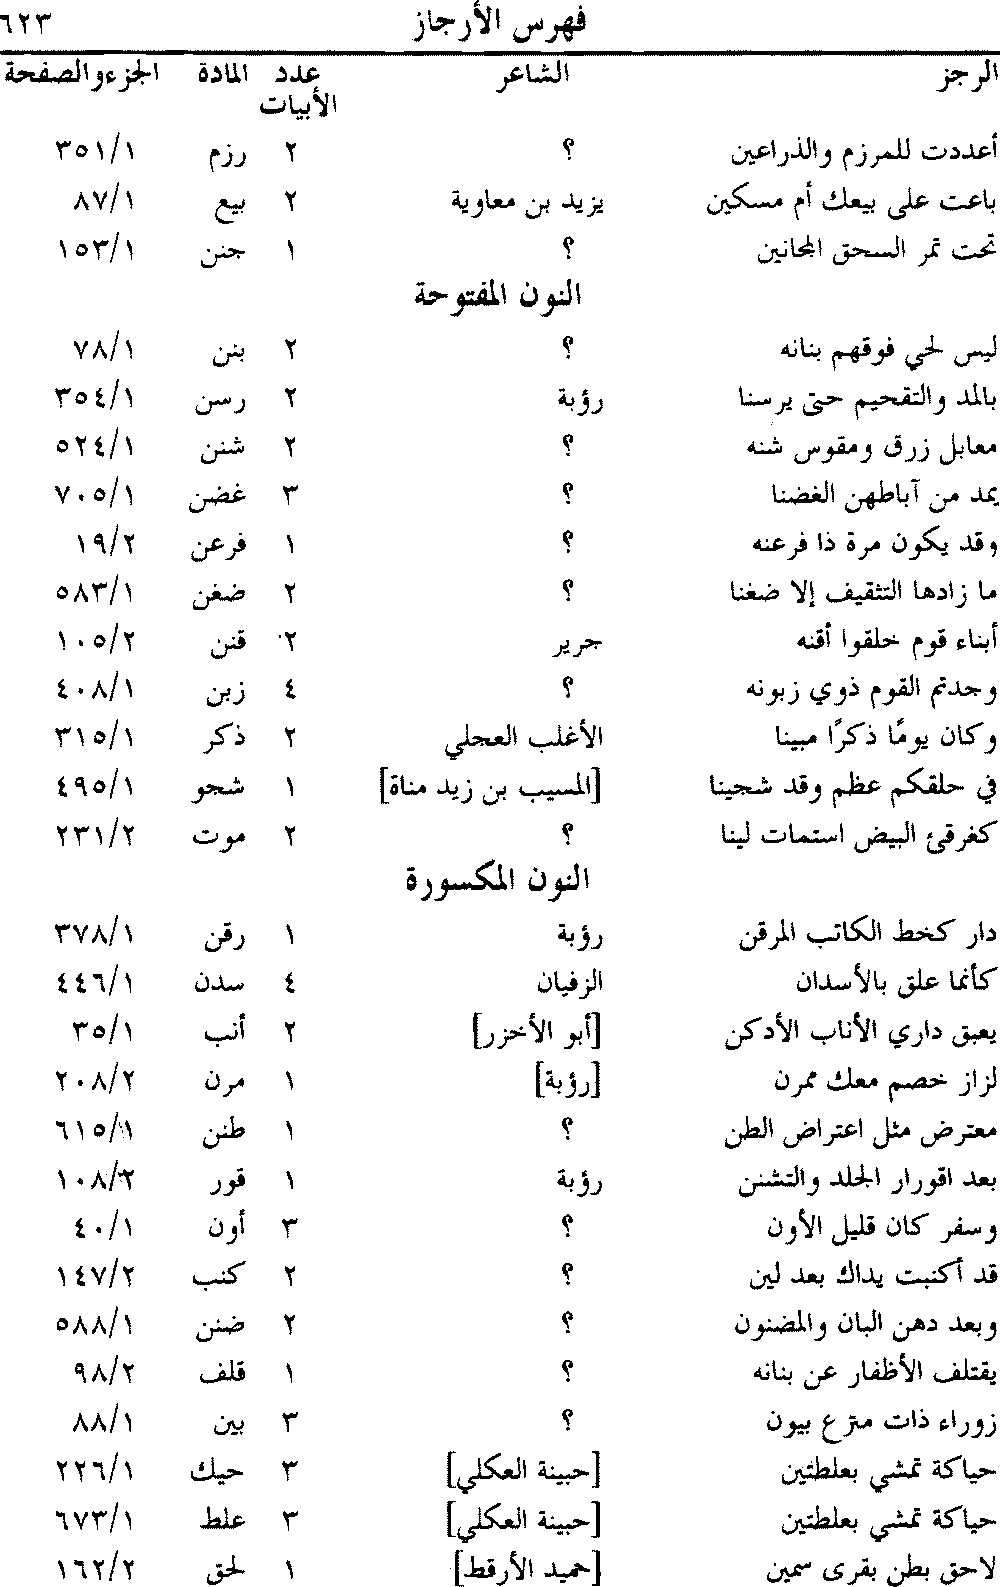 فهرس الأرجاز ٦٢٣
الرجز الشاعر عدد الأبيات المادة الجزء والصفحة
أعددت للمرزم والذراعين ؟ ٢ رزم ٣٥١/١
باعت على بيعك أم مسكين يزيد بن معاوية ٢ بيع ٨٧/١
تحت تمر السحق المجانين ؟ ١ جنن ١٥٣/١
النون المفتوحة
ليس لحي فوقهم بنانه ؟ ٢ بنن ٧٨/١
بالمد والتقحيم حتى يرسنا رؤبة ٢ رسن ٣٥٤/١
معابل زرق ومقوس شنه ؟ ٢ شنن ٥٢٤/١
يمد من آباطهن الغضنا ؟ ٣ غضن ٧٠٥/١
وقد يكون مرة ذا فرعنه ؟ ١ فرعن ١٩/٢
ما زادها التثقيف إلا ضغنا ؟ ٢ ضغن ٥٨٣/١
أبناء قوم خلقوا أقنه جرير ٢ قنن ١٠٥/٢
وجدتم القوم ذوي زبونه ؟ ٤ زبن ٤٠٨/١
وكان يومًا ذكرًا مبينا الأغلب العجلي ٢ ذكر ٣١٥/١
في حلقكم عظم وقد شجينا [المسيب بن زيد مناة] ١ شجو ٤٩٥/١
كغرقئ البيض استمات لينا ؟ ٢ موت ٢٣١/٢
النون المكسورة
دار كخط الكاتب المرقن رؤبة ١ رقن ٣٧٨/١
كأنما علق بالأسدان الزفيان ٤ سدن ٤٤٦/١
يعبق داري الأناب الأدكن [أبو الأخزر] ٢ أنب ٣٥/١
لزاز خصم معك ممرن [رؤبة] ١ مرن ٢٠٨/٢
معترض مثل اعتراض الطن ؟ ١ طنن ٦١٥/١
بعد اقورار الجلد والتشنن رؤبة ١ قور ١٠٨/٢
وسفر كان قليل الأون ؟ ٣ أون ٤٠/١
قد أكنبت يداك بعد لين ؟ ٢ كنب ١٤٧/٢
وبعد دهن البان والمضنون ؟ ٢ ضنن ٥٨٨/١
يقتلف الأظفار عن بنانه ؟ ١ قلف ٩٨/٢
زوراء ذات مترع بيون ؟ ٣ بين ٨٨/١
حياكة تمشي بعلطتين [حبينة العكلي] ٣ حيك ٢٢٦/١
حياكة تمشي بعلطتين [حبينة العكلي] ٣ علط ٦٧٣/١
لاحق بطن بقرى سمين [حميد الأرقط] ١ لحق ١٦٢/٢